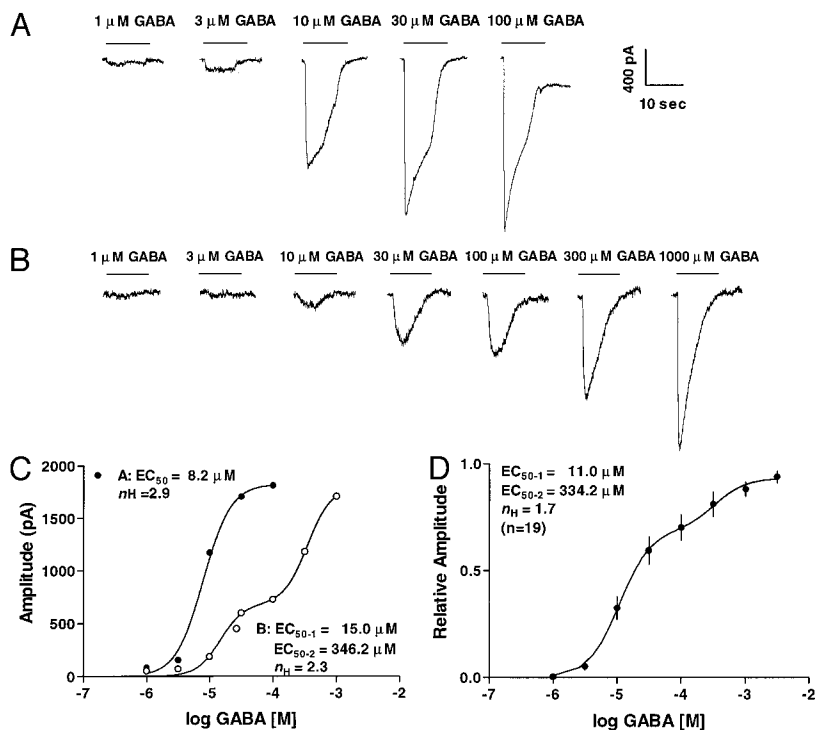 A
1 μM GABA
3 μM GABA
10 μM GABA
30 μM GABA
100 μM GABA
400 pA
10 sec
B
1 μM GABA
3 μM GABA
10 μM GABA
30 μM GABA
100 μM GABA
300 μM GABA
1000 μM GABA
C
A: EC50 = 8.2 μM
nH =2.9
B: EC50-1 = 15.0 μM
EC50-2 = 346.2 μM
nH = 2.3
2000
1500
1000
500
0
Amplitude (pA)
-7
-6
-5
-4
-3
-2
log GABA [M]
D
EC50-1 = 11.0 μM
EC50-2 = 334.2 μM
nH = 1.7
(n=19)
1.0
0.5
0.0
Relative Amplitude
-7
-6
-5
-4
-3
-2
log GABA [M]